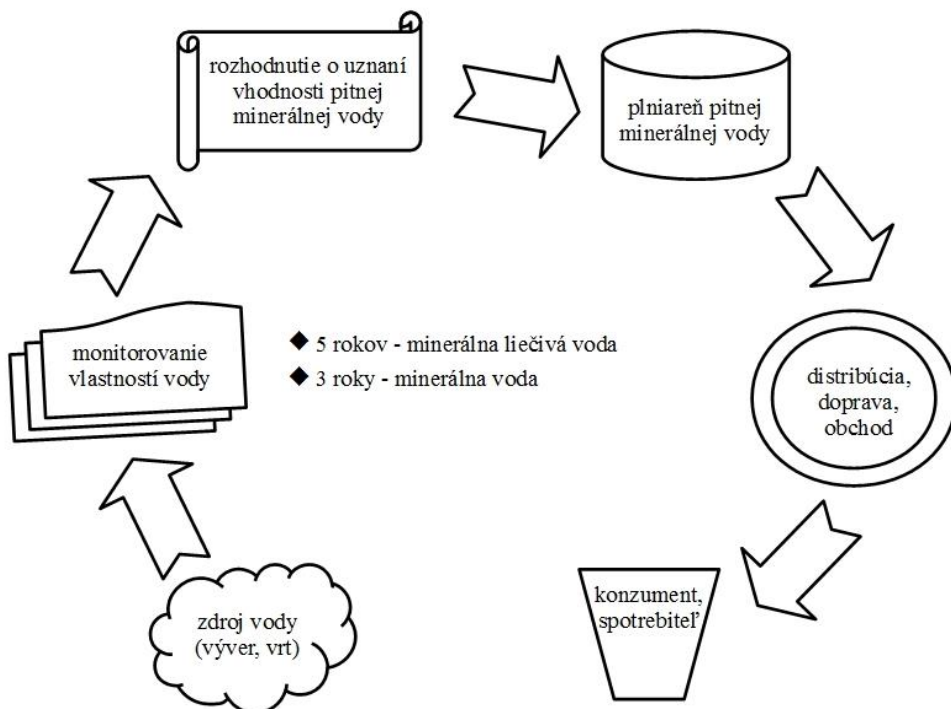 rozhodnutie o uznaní
vhodnosti pitnej
minerálnej vody
plniareň pitnej
minerálnej vody
monitorovanie
vlastností vody
◆ 5 rokov - minerálna liečivá voda
◆ 3 roky - minerálna voda
distribúcia,
doprava,
obchod
zdroj vody
(výver, vrt)
konzument,
spotrebiteľ